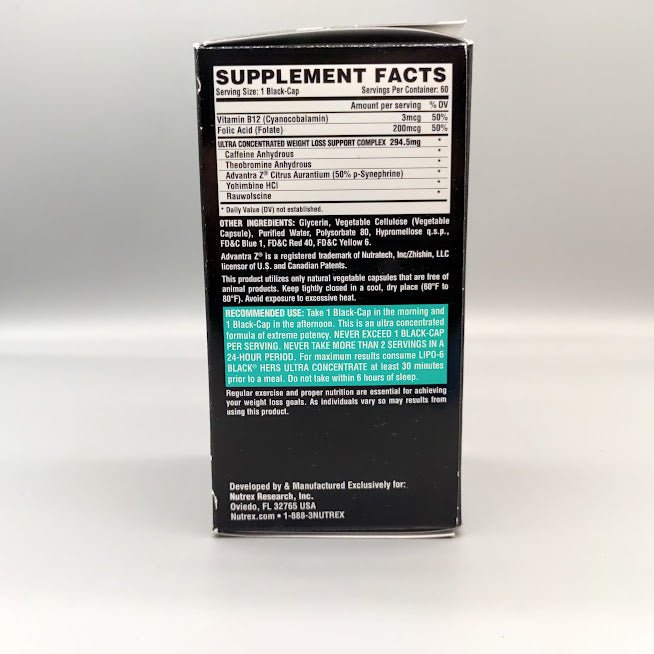 SUPPLEMENT FACTS
Serving Size: 1 Black-Cap Servings Per Container: 60
Amount per serving % DV
Vitamin B12 (Cyanocobalamin) 3mcg 50%
Folic Acid (Folate) 200mcg 50%
ULTRA CONCENTRATED WEIGHT LOSS SUPPORT COMPLEX 294.5mg *
Caffeine Anhydrous *
Theobromine Anhydrous *
Advantra Z® Citrus Aurantium (50% p-Synephrine) *
Yohimbine HCl *
Rauwolscine *
* Daily Value (DV) not established.
OTHER INGREDIENTS: Glycerin, Vegetable Cellulose (Vegetable
Capsule), Purified Water, Polysorbate 80, Hypromellose q.s.p.,
FD&C Blue 1, FD&C Red 40, FD&C Yellow 6.
Advantra Z® is a registered trademark of Nutratech, Inc/Zhishin, LLC
licensor of U.S. and Canadian Patents.
This product utilizes only natural vegetable capsules that are free of
animal products. Keep tightly closed in a cool, dry place (60°F to
80°F). Avoid exposure to excessive heat.
RECOMMENDED USE: Take 1 Black-Cap in the morning and
1 Black-Cap in the afternoon. This is an ultra concentrated
formula of extreme potency. NEVER EXCEED 1 BLACK-CAP
PER SERVING. NEVER TAKE MORE THAN 2 SERVINGS IN A
24-HOUR PERIOD. For maximum results consume LIPO-6
BLACK® HERS ULTRA CONCENTRATE at least 30 minutes
prior to a meal. Do not take within 6 hours of sleep.
Regular exercise and proper nutrition are essential for achieving
your weight loss goals. As individuals vary so may results from
using this product.
Developed by & Manufactured Exclusively for:
Nutrex Research, Inc.
Oviedo, FL 32765 USA
Nutrex.com • 1-888-3NUTREX